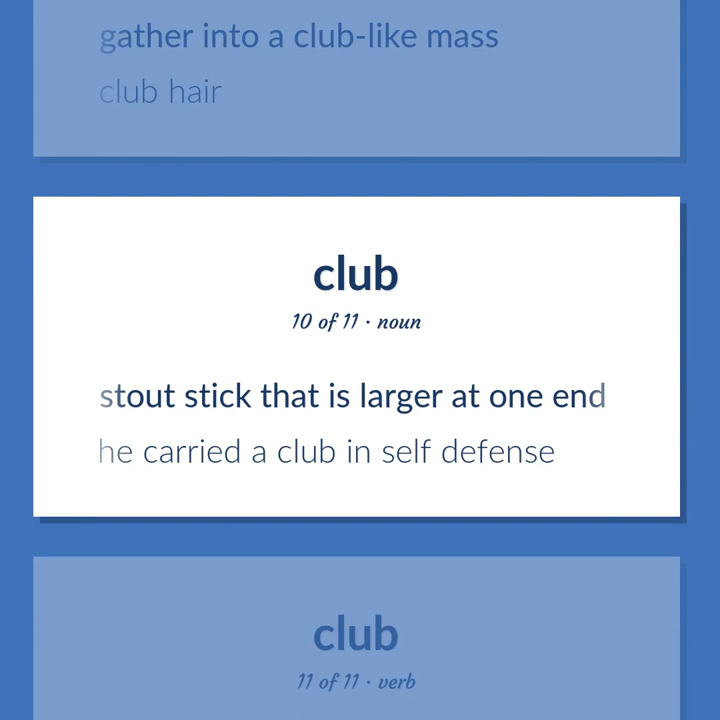 gather into a club-like mass
club hair
club
10 of 11 · noun
stout stick that is larger at one end
he carried a club in self defense
club
11 of 11 · verb